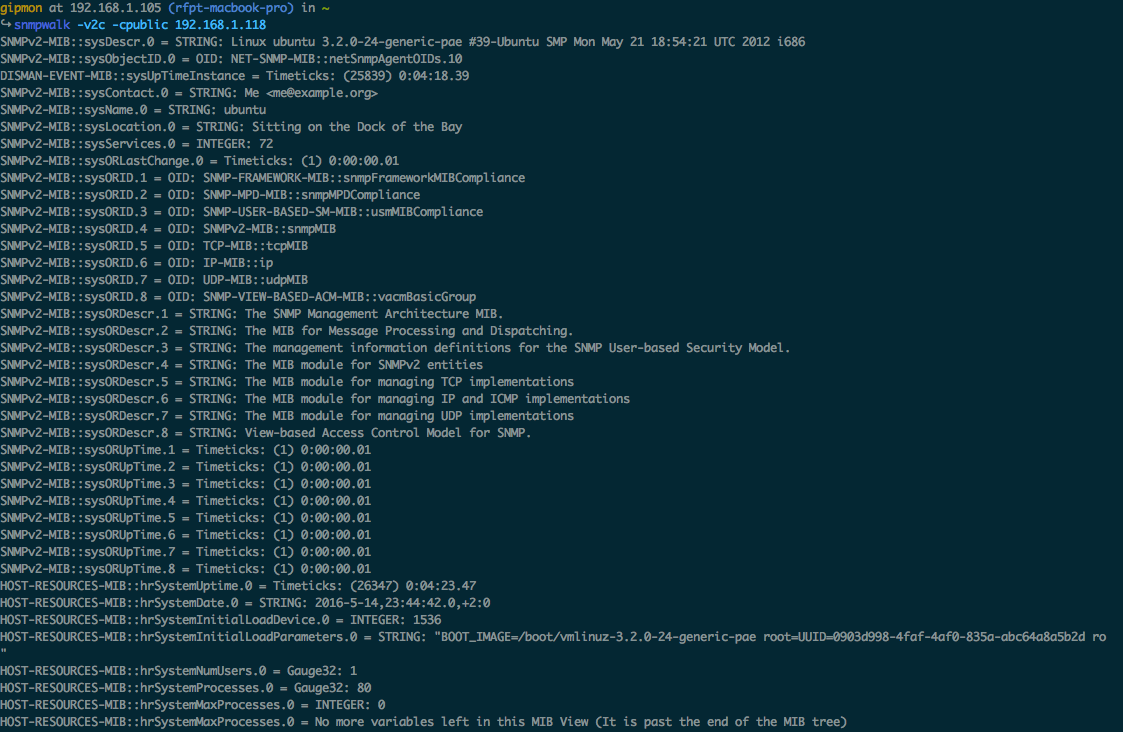 gipmon at 192.168.1.105 (rfpt-macbook-pro) in ~
↪ snmpwalk -v2c -cpublic 192.168.1.118
SNMPv2-MIB::sysDescr.0 = STRING: Linux ubuntu 3.2.0-24-generic-pae #39-Ubuntu SMP Mon May 21 18:54:21 UTC 2012 i686
SNMPv2-MIB::sysObjectID.0 = OID: NET-SNMP-MIB::netSnmpAgentOIDs.10
DISMAN-EVENT-MIB::sysUpTimeInstance = Timeticks: (25839) 0:04:18.39
SNMPv2-MIB::sysContact.0 = STRING: Me <me@example.org>
SNMPv2-MIB::sysName.0 = STRING: ubuntu
SNMPv2-MIB::sysLocation.0 = STRING: Sitting on the Dock of the Bay
SNMPv2-MIB::sysServices.0 = INTEGER: 72
SNMPv2-MIB::sysORLastChange.0 = Timeticks: (1) 0:00:00.01
SNMPv2-MIB::sysORID.1 = OID: SNMP-FRAMEWORK-MIB::snmpFrameworkMIBCompliance
SNMPv2-MIB::sysORID.2 = OID: SNMP-MPD-MIB::snmpMPDCompliance
SNMPv2-MIB::sysORID.3 = OID: SNMP-USER-BASED-SM-MIB::usmMIBCompliance
SNMPv2-MIB::sysORID.4 = OID: SNMPv2-MIB::snmpMIB
SNMPv2-MIB::sysORID.5 = OID: TCP-MIB::tcpMIB
SNMPv2-MIB::sysORID.6 = OID: IP-MIB::ip
SNMPv2-MIB::sysORID.7 = OID: UDP-MIB::udpMIB
SNMPv2-MIB::sysORID.8 = OID: SNMP-VIEW-BASED-ACM-MIB::vacmBasicGroup
SNMPv2-MIB::sysORDescr.1 = STRING: The SNMP Management Architecture MIB.
SNMPv2-MIB::sysORDescr.2 = STRING: The MIB for Message Processing and Dispatching.
SNMPv2-MIB::sysORDescr.3 = STRING: The management information definitions for the SNMP User-based Security Model.
SNMPv2-MIB::sysORDescr.4 = STRING: The MIB module for SNMPv2 entities
SNMPv2-MIB::sysORDescr.5 = STRING: The MIB module for managing TCP implementations
SNMPv2-MIB::sysORDescr.6 = STRING: The MIB module for managing IP and ICMP implementations
SNMPv2-MIB::sysORDescr.7 = STRING: The MIB module for managing UDP implementations
SNMPv2-MIB::sysORDescr.8 = STRING: View-based Access Control Model for SNMP.
SNMPv2-MIB::sysORUpTime.1 = Timeticks: (1) 0:00:00.01
SNMPv2-MIB::sysORUpTime.2 = Timeticks: (1) 0:00:00.01
SNMPv2-MIB::sysORUpTime.3 = Timeticks: (1) 0:00:00.01
SNMPv2-MIB::sysORUpTime.4 = Timeticks: (1) 0:00:00.01
SNMPv2-MIB::sysORUpTime.5 = Timeticks: (1) 0:00:00.01
SNMPv2-MIB::sysORUpTime.6 = Timeticks: (1) 0:00:00.01
SNMPv2-MIB::sysORUpTime.7 = Timeticks: (1) 0:00:00.01
SNMPv2-MIB::sysORUpTime.8 = Timeticks: (1) 0:00:00.01
HOST-RESOURCES-MIB::hrSystemUptime.0 = Timeticks: (26347) 0:04:23.47
HOST-RESOURCES-MIB::hrSystemDate.0 = STRING: 2016-5-14,23:44:42.0,+2:0
HOST-RESOURCES-MIB::hrSystemInitialLoadDevice.0 = INTEGER: 1536
HOST-RESOURCES-MIB::hrSystemInitialLoadParameters.0 = STRING: "BOOT_IMAGE=/boot/vmlinuz-3.2.0-24-generic-pae root=UUID=0903d998-4faf-4af0-835a-abc64a8a5b2d ro
"
HOST-RESOURCES-MIB::hrSystemNumUsers.0 = Gauge32: 1
HOST-RESOURCES-MIB::hrSystemProcesses.0 = Gauge32: 80
HOST-RESOURCES-MIB::hrSystemMaxProcesses.0 = INTEGER: 0
HOST-RESOURCES-MIB::hrSystemMaxProcesses.0 = No more variables left in this MIB View (It is past the end of the MIB tree)